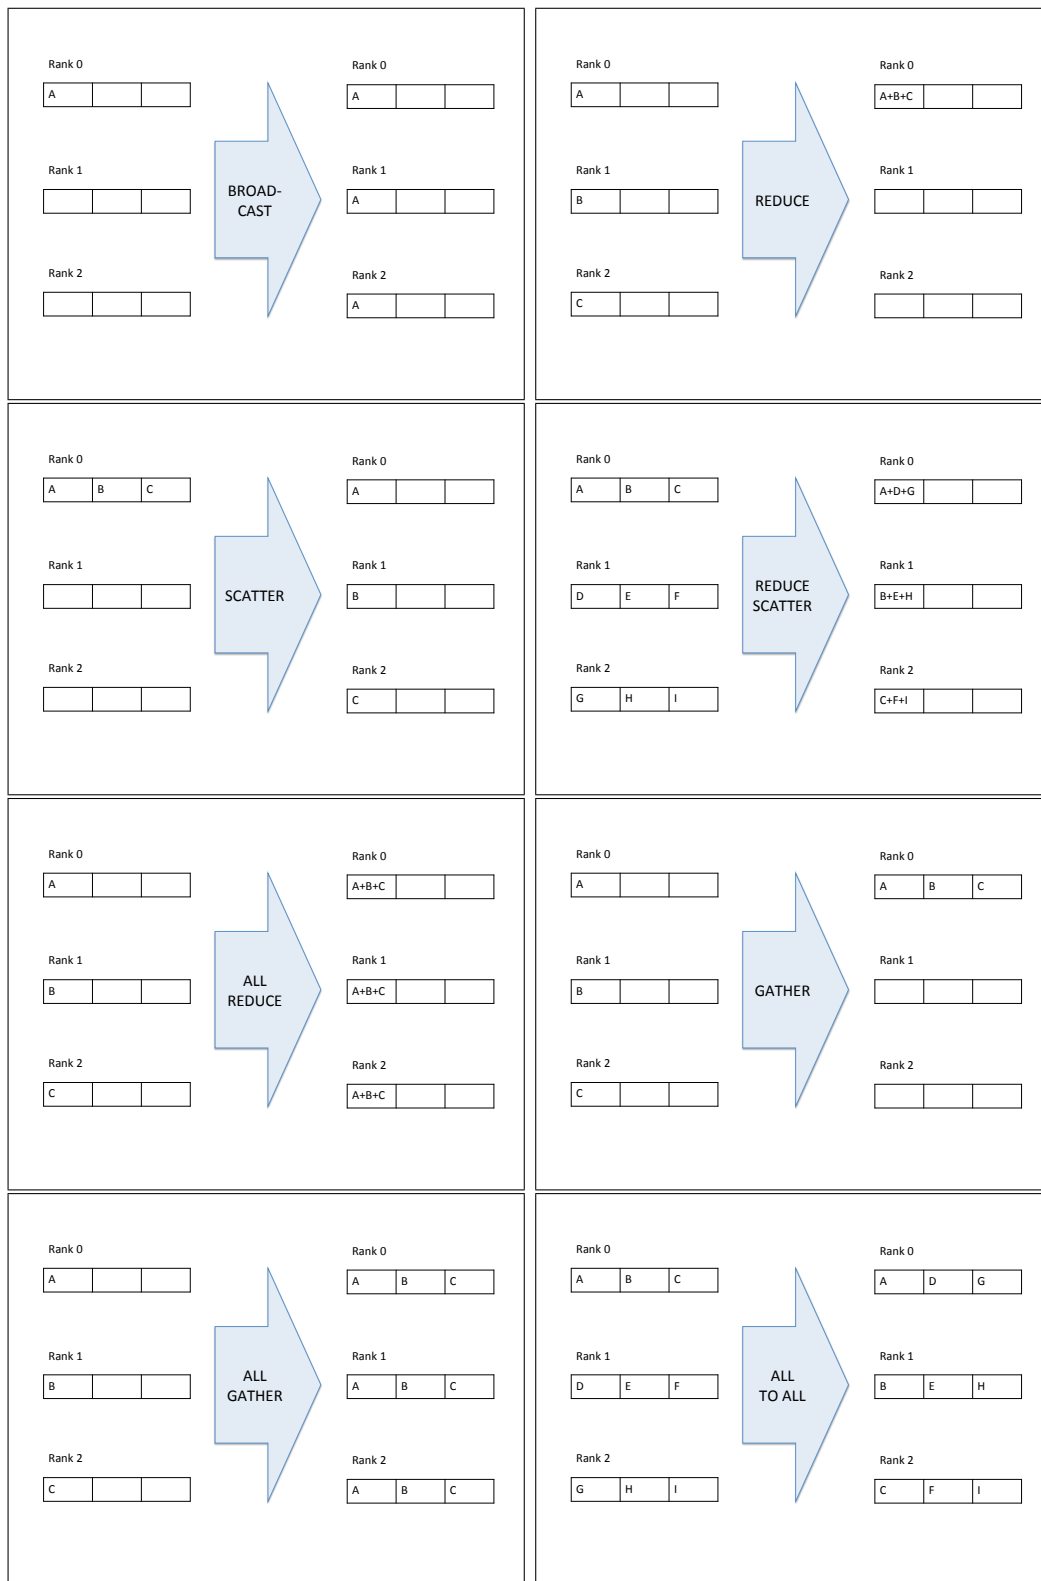 Rank 0
A
Rank 1
Rank 2
BROAD-
CAST
Rank 0
A
Rank 1
A
Rank 2
A
Rank 0
A
Rank 1
B
Rank 2
C
REDUCE
Rank 0
A+B+C
Rank 1
Rank 2
Rank 0
A B C
Rank 1
Rank 2
SCATTER
Rank 0
A
Rank 1
B
Rank 2
C
Rank 0
A B C
Rank 1
D E F
Rank 2
G H I
REDUCE
SCATTER
Rank 0
A+D+G
Rank 1
B+E+H
Rank 2
C+F+I
Rank 0
A
Rank 1
B
Rank 2
C
ALL
REDUCE
Rank 0
A+B+C
Rank 1
A+B+C
Rank 2
A+B+C
Rank 0
A
Rank 1
B
Rank 2
C
GATHER
Rank 0
A B C
Rank 1
Rank 2
Rank 0
A
Rank 1
B
Rank 2
C
ALL
GATHER
Rank 0
A B C
Rank 1
A B C
Rank 2
A B C
Rank 0
A B C
Rank 1
D E F
Rank 2
G H I
ALL
TO ALL
Rank 0
A D G
Rank 1
B E H
Rank 2
C F I